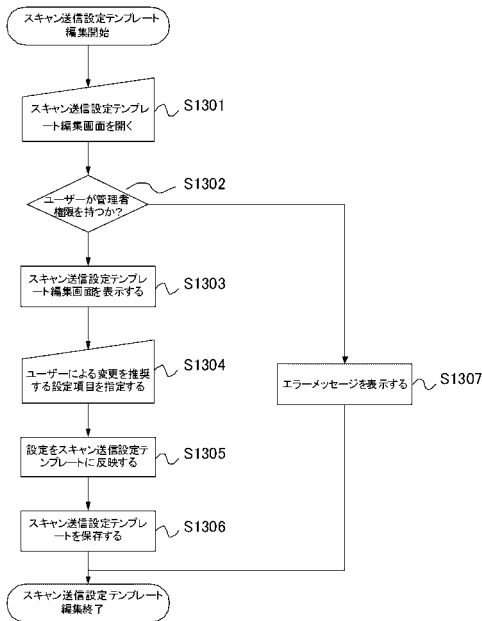 スキャン送信設定テンプレート
編集開始
スキャン送信設定テンプレ
ート編集画面を開く
S1301
ユーザーが管理者
権限を持つか?
S1302
スキャン送信設定テンプレ
ート編集画面を表示する
S1303
ユーザーによる変更を推奨
する設定項目を指定する
S1304
エラーメッセージを表示する
S1307
設定をスキャン送信設定テ
ンプレートに反映する
S1305
スキャン送信設定テンプレ
ートを保存する
S1306
スキャン送信設定テンプレート
編集終了